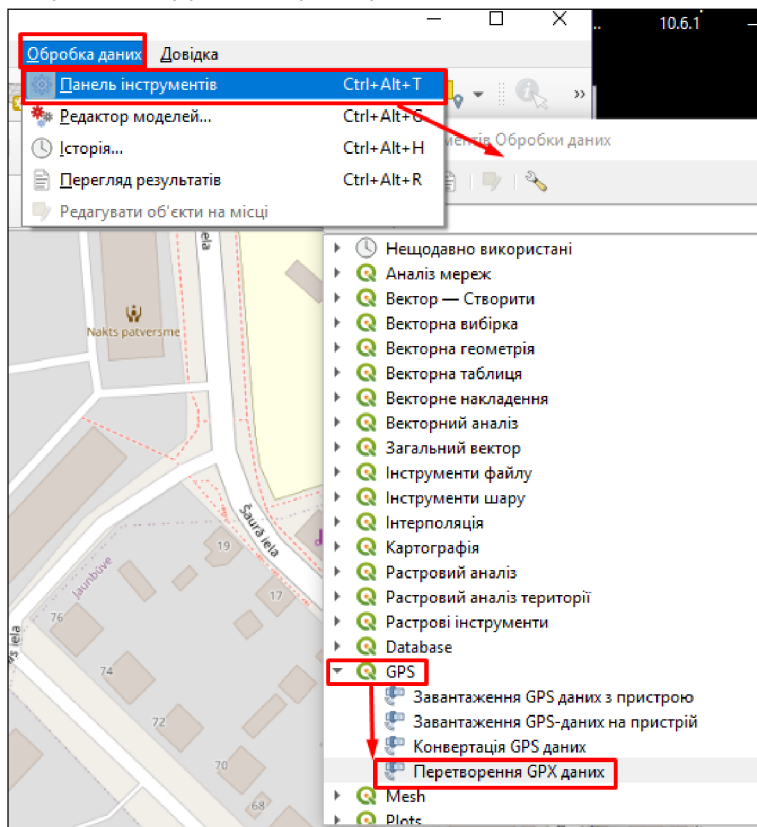 10.6.1
Обробка даних Довідка
Панель інструментів Ctrl+Alt+T
Редактор моделей... Ctrl+Alt+G
Історія... Ctrl+Alt+H
Перегляд результатів Ctrl+Alt+R
Редагувати об'єкти на місці
Обробки даних
Нещодавно використані
Аналіз мереж
Вектор — Створити
Векторна вибірка
Векторна геометрія
Векторна таблиця
Векторне накладення
Векторний аналіз
Загальний вектор
Інструменти файлу
Інструменти шару
Інтерполяція
Картографія
Растровий аналіз
Растровий аналіз території
Растрові інструменти
Database
GPS
Завантаження GPS даних з пристрою
Завантаження GPS-даних на пристрій
Конвертація GPS даних
Перетворення GPX даних
Mesh
Plots
Nakts patversme
Šaurā iela
19
17
Jaunbūve
76
iela
74
72
70
68